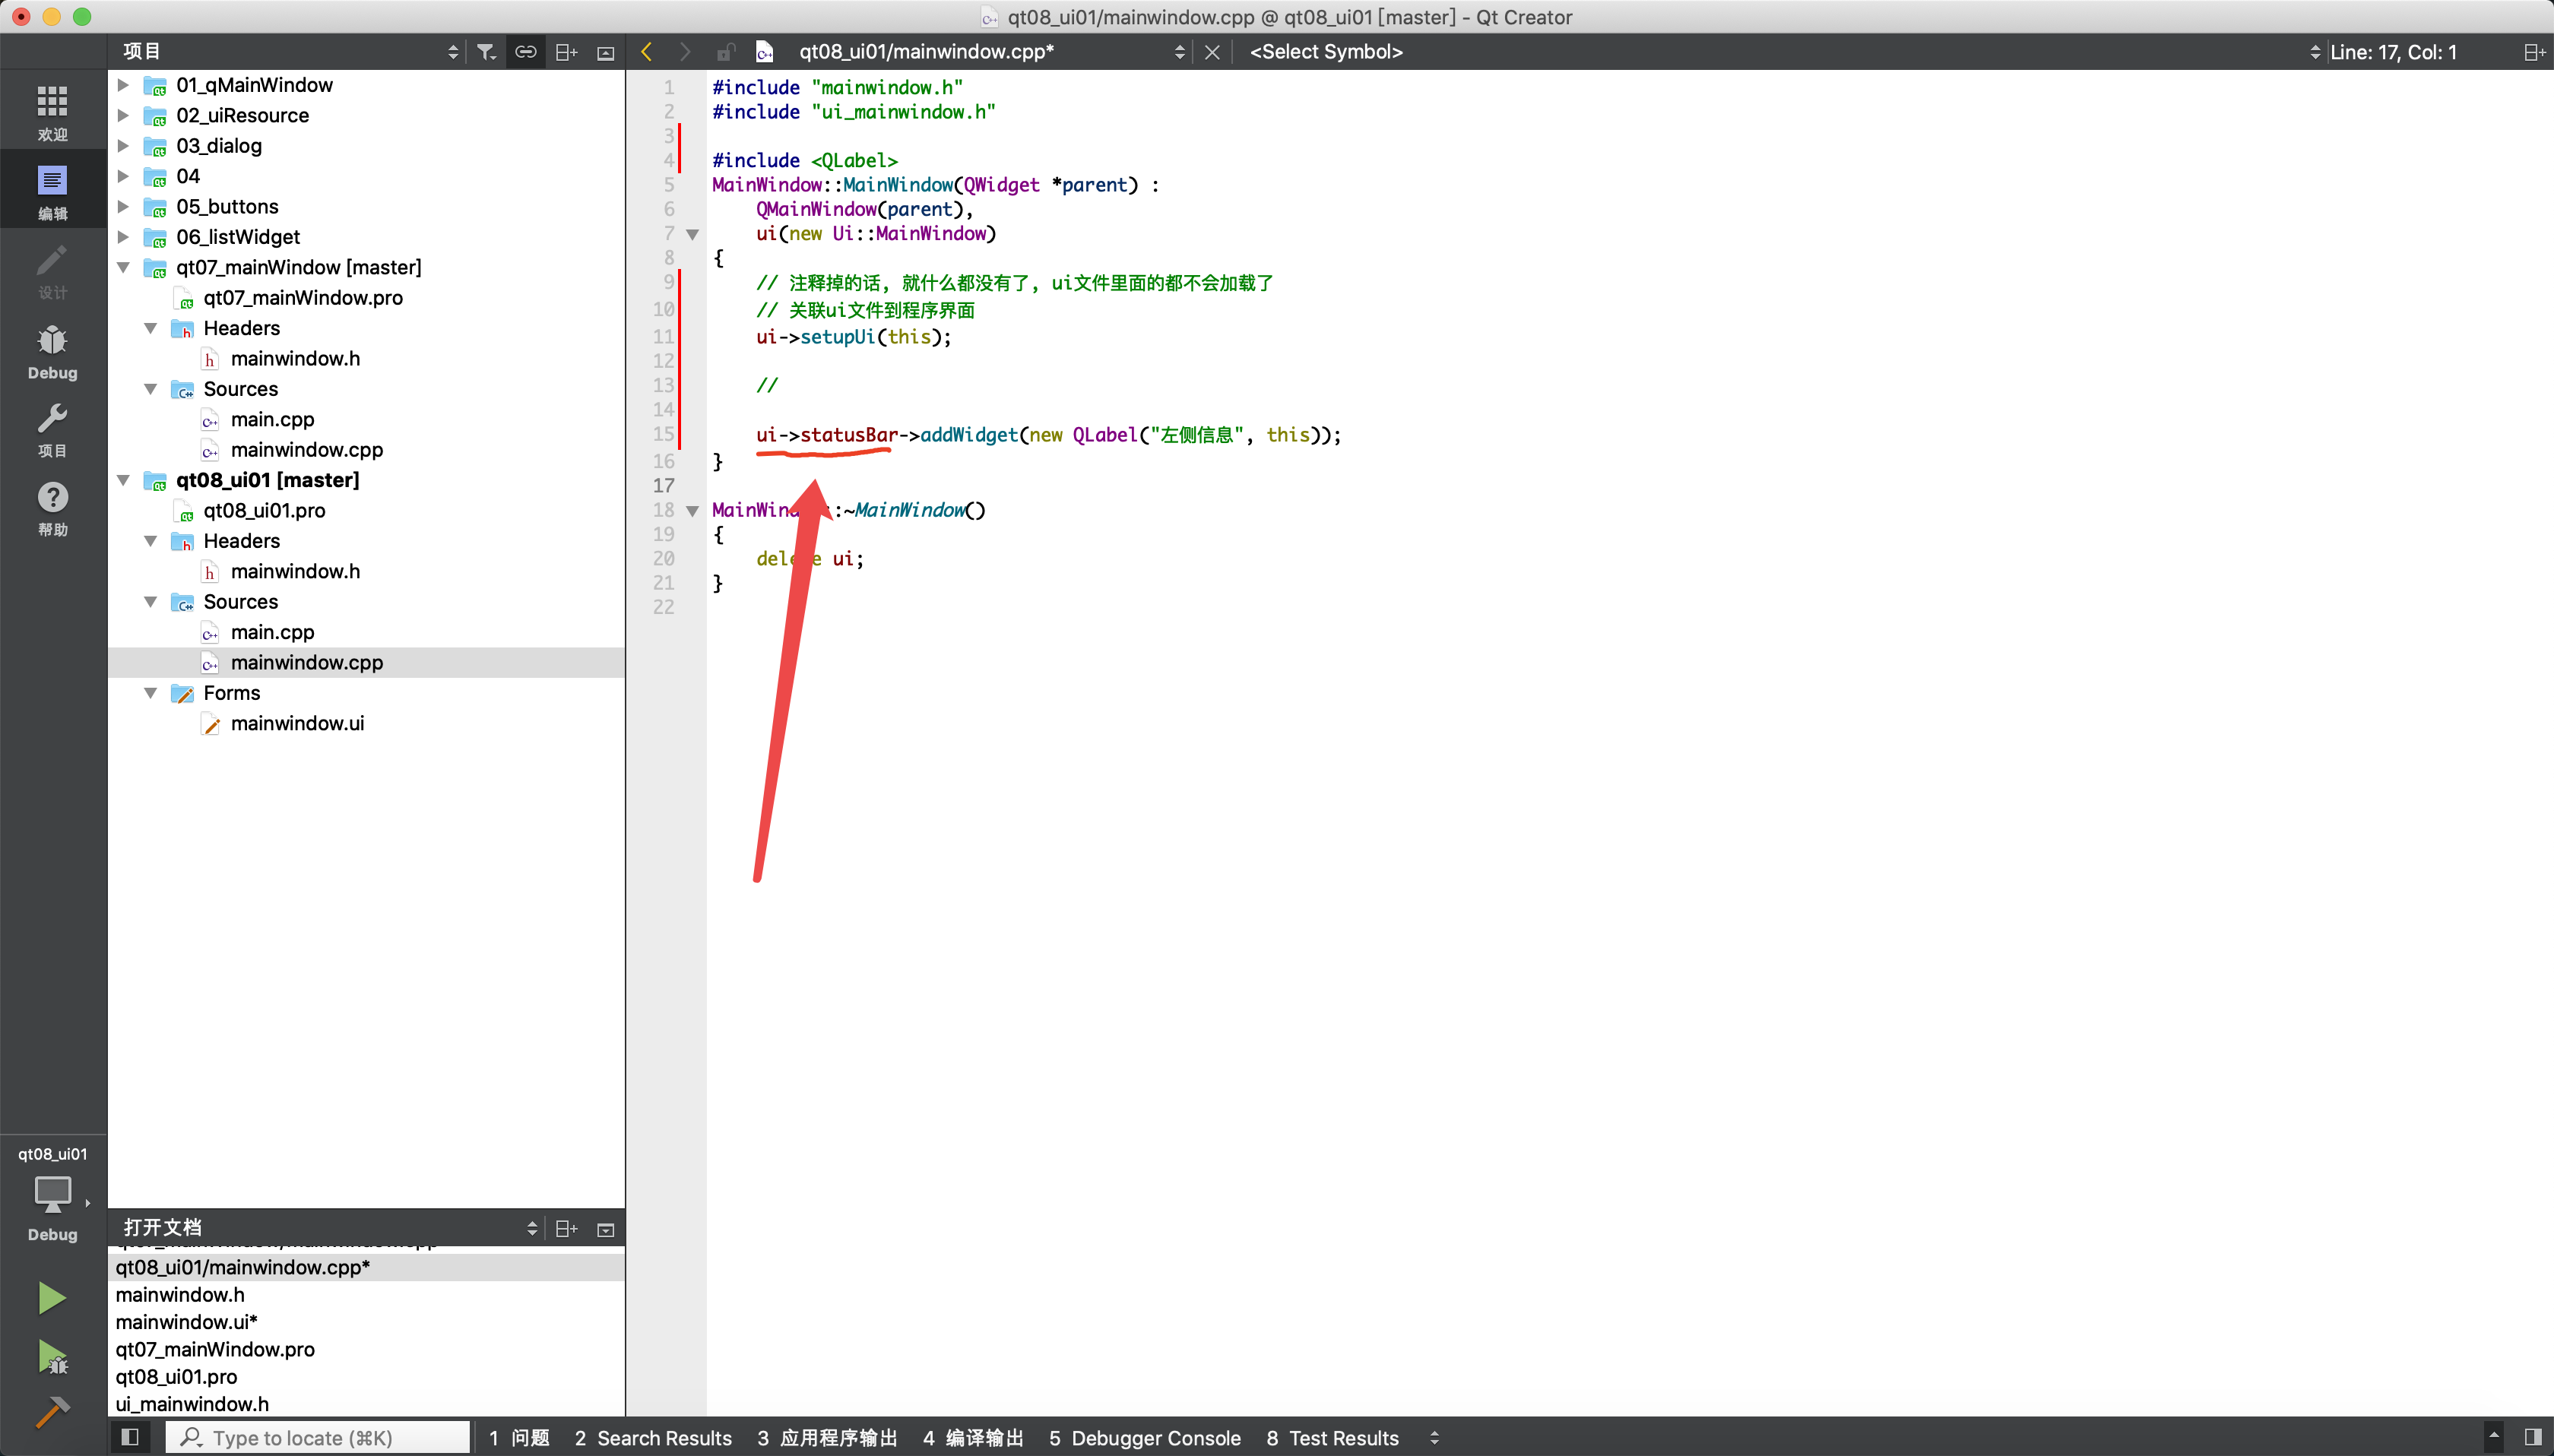 qt08_ui01/mainwindow.cpp @ qt08_ui01 [master] - Qt Creator
项目
qt08_ui01/mainwindow.cpp*
<Select Symbol>
Line: 17, Col: 1
欢迎
编辑
设计
Debug
项目
帮助
01_qMainWindow
02_uiResource
03_dialog
04
05_buttons
06_listWidget
qt07_mainWindow [master]
qt07_mainWindow.pro
Headers
mainwindow.h
Sources
main.cpp
mainwindow.cpp
qt08_ui01 [master]
qt08_ui01.pro
Headers
mainwindow.h
Sources
main.cpp
mainwindow.cpp
Forms
mainwindow.ui
1 #include "mainwindow.h"
2 #include "ui_mainwindow.h"
3
4 #include <QLabel>
5 MainWindow::MainWindow(QWidget *parent) :
6 QMainWindow(parent),
7 ui(new Ui::MainWindow)
8 {
9 // 注释掉的话, 就什么都没有了, ui文件里面的都不会加载了
10 // 关联ui文件到程序界面
11 ui->setupUi(this);
12
13 //
14
15 ui->statusBar->addWidget(new QLabel("左侧信息", this));
16 }
17
18 MainWind :~MainWindow()
19 {
20 delete ui;
21 }
22
qt08_ui01
Debug
打开文档
qt08_ui01/mainwindow.cpp*
mainwindow.h
mainwindow.ui*
qt07_mainWindow.pro
qt08_ui01.pro
ui_mainwindow.h
Type to locate (⌘K)
1 问题 2 Search Results 3 应用程序输出 4 编译输出 5 Debugger Console 8 Test Results